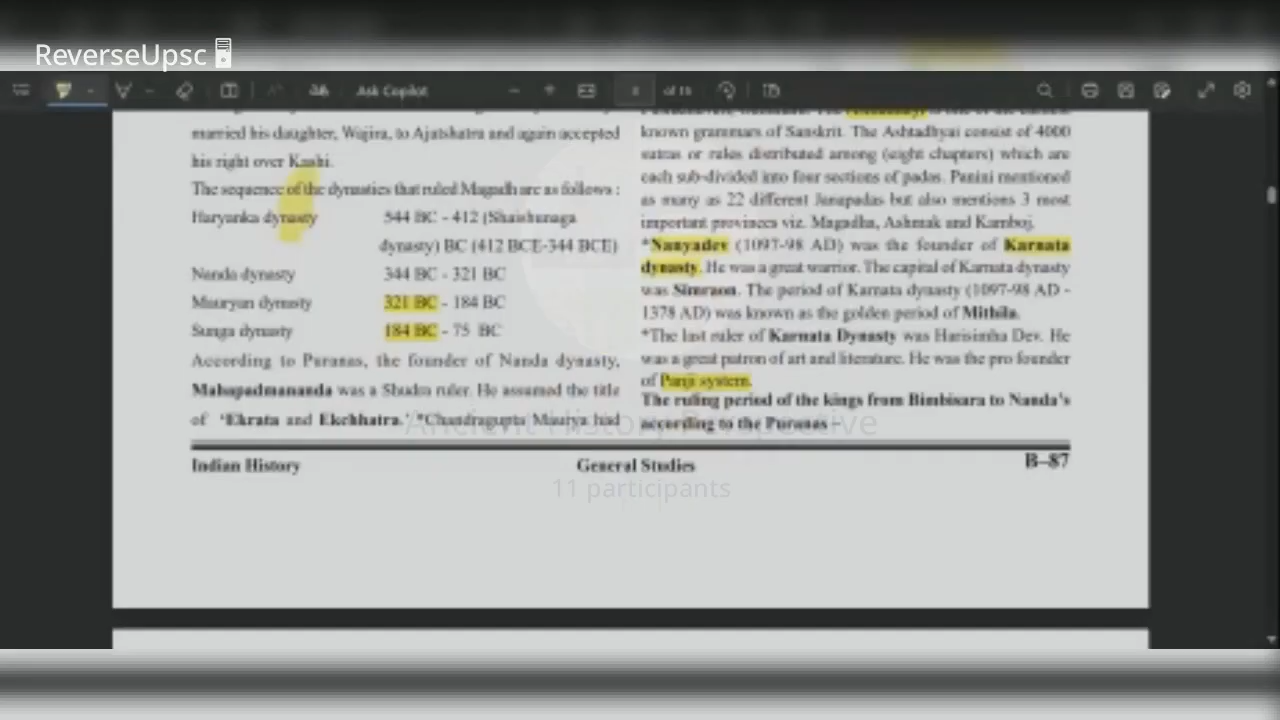 ReverseUpsc
Ask Copilot
of 15
married his daughter, Wajira, to Ajatshatru and again accepted
his right over Kashi.
The sequence of the dynasties that ruled Magadh are as follows :
Haryanka dynasty 544 BC - 412 (Shaishunaga
dynasty) BC (412 BCE-344 BCE)
Nanda dynasty 344 BC - 321 BC
Mauryan dynasty 321 BC - 184 BC
Sunga dynasty 184 BC - 75 BC
According to Puranas, the founder of Nanda dynasty,
Mahapadmananda was a Shudra ruler. He assumed the title
of 'Ekrata and Ekchhatra.' *Chandragupta Maurya had
known grammars of Sanskrit. The Ashtadhyai consist of 4000
sutras or rules distributed among (eight chapters) which are
each sub-divided into four sections of padas. Panini mentioned
as many as 22 different Janapadas but also mentions 3 most
important provinces viz. Magadha, Ashmak and Kamboj.
*Nanyadev (1097-98 AD) was the founder of Karnata
dynasty. He was a great warrior. The capital of Karnata dynasty
was Simraon. The period of Karnata dynasty (1097-98 AD -
1378 AD) was known as the golden period of Mithila.
*The last ruler of Karnata Dynasty was Harisimha Dev. He
was a great patron of art and literature. He was the pro founder
of Panji system.
The ruling period of the kings from Bimbisara to Nanda's
according to the Puranas -
Ancient History Perspective
11 participants
Indian History General Studies B-87